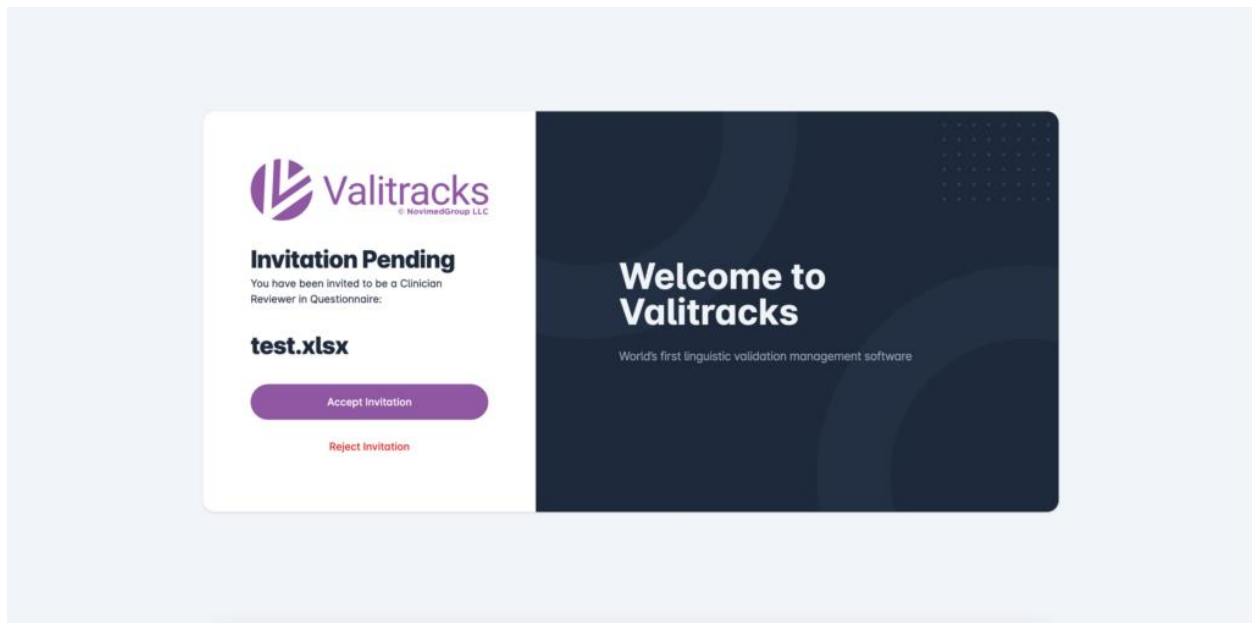 Valitracks
© NovimedGroup LLC
Invitation Pending
You have been invited to be a Clinician
Reviewer in Questionnaire:
test.xlsx
Accept Invitation
Reject Invitation
Welcome to
Valitracks
World's first linguistic validation management software